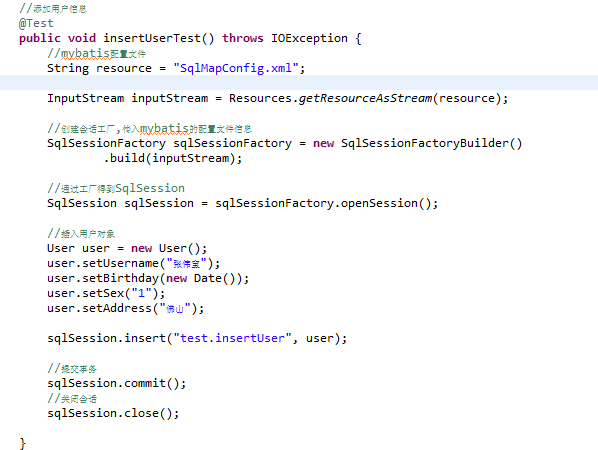 //添加用户信息
@Test
public void insertUserTest() throws IOException {
//mybatis配置文件
String resource = "SqlMapConfig.xml";
InputStream inputStream = Resources.getResourceAsStream(resource);
//创建会话工厂,传入mybatis的配置文件信息
SqlSessionFactory sqlSessionFactory = new SqlSessionFactoryBuilder()
.build(inputStream);
//通过工厂得到SqlSession
SqlSession sqlSession = sqlSessionFactory.openSession();
//插入用户对象
User user = new User();
user.setUsername("张伟宝");
user.setBirthday(new Date());
user.setSex("1");
user.setAddress("佛山");
sqlSession.insert("test.insertUser", user);
//提交事务
sqlSession.commit();
//关闭会话
sqlSession.close();
}